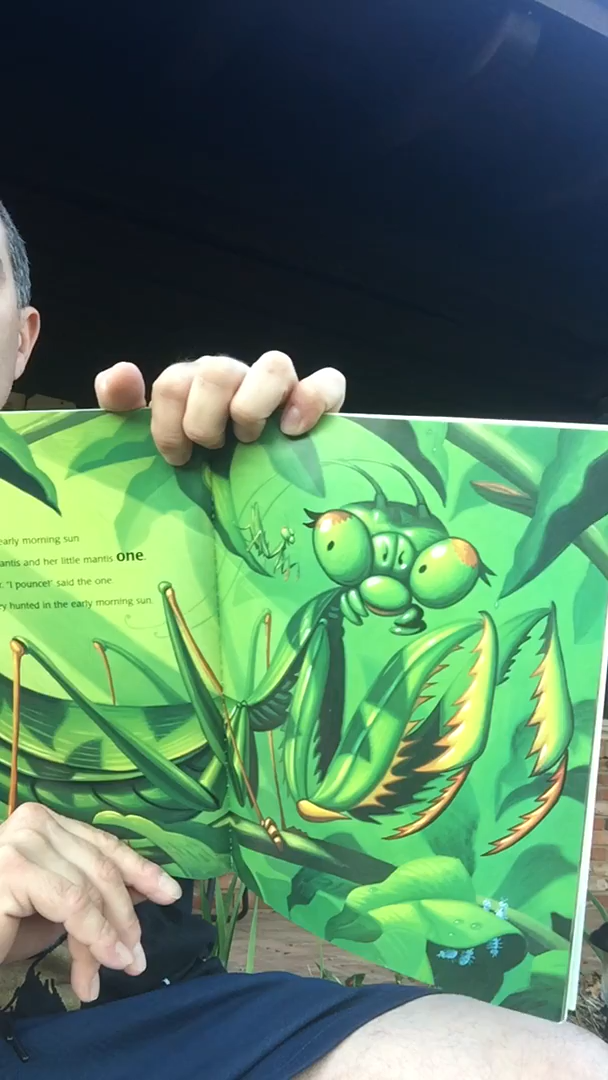 early morning sun
antis and her little mantis one.
"I pounce!" said the one.
ey hunted in the early morning sun.